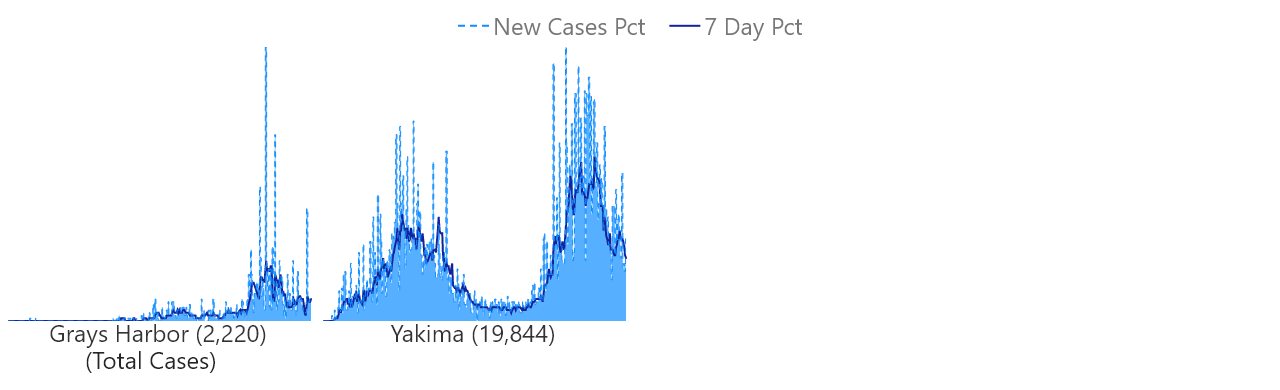 New Cases Pct 7 Day Pct
Grays Harbor (2,220) Yakima (19,844)
(Total Cases)